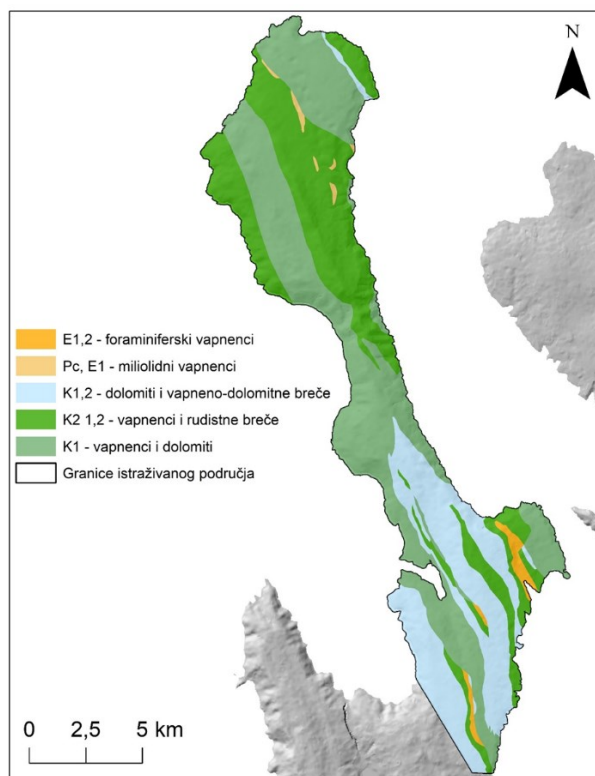 N
E1,2 - foraminiferski vapnenci
Pc, E1 - miliolidni vapnenci
K1,2 - dolomiti i vapneno-dolomitne breče
K2 1,2 - vapnenci i rudistne breče
K1 - vapnenci i dolomiti
Granice istraživanog područja
0 2,5 5 km